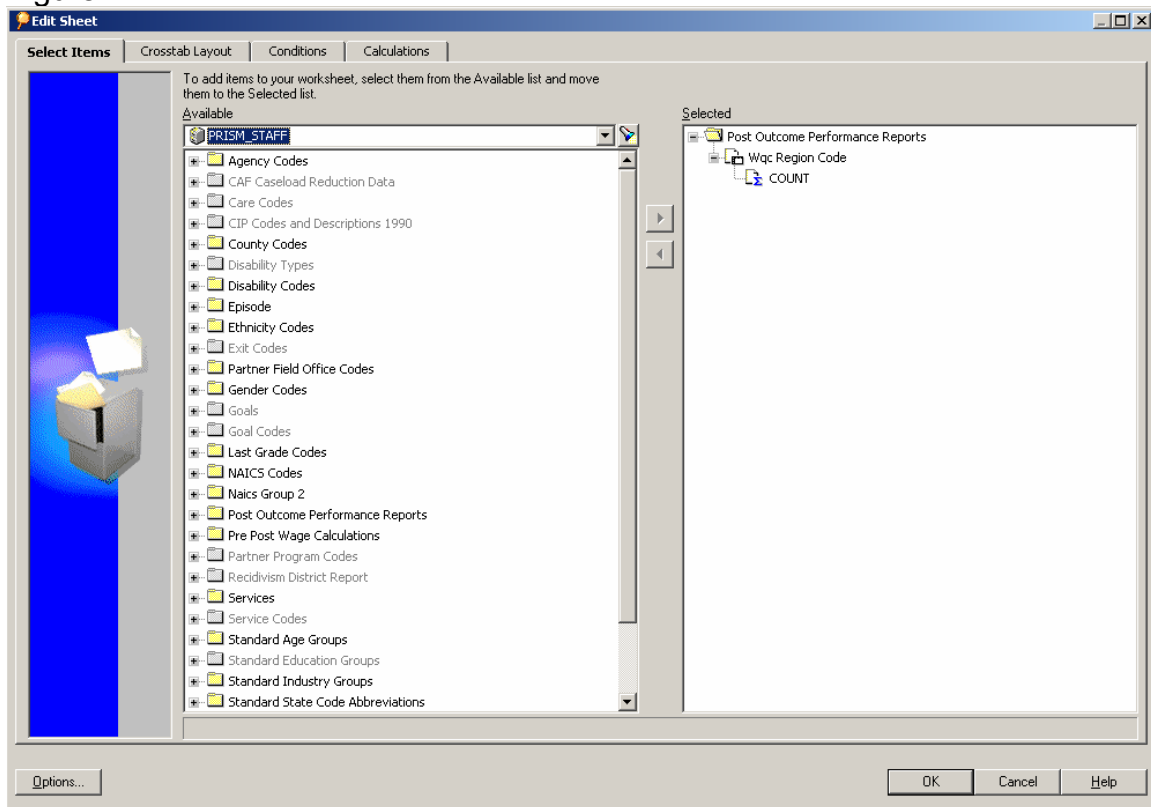 Edit Sheet
Select Items
Crosstab Layout
Conditions
Calculations
To add items to your worksheet, select them from the Available list and move
them to the Selected list.
Available
Selected
PRISM_STAFF
Agency Codes
CAF Caseload Reduction Data
Care Codes
CIP Codes and Descriptions 1990
County Codes
Disability Types
Disability Codes
Episode
Ethnicity Codes
Exit Codes
Partner Field Office Codes
Gender Codes
Goals
Goal Codes
Last Grade Codes
NAICS Codes
Naics Group 2
Post Outcome Performance Reports
Pre Post Wage Calculations
Partner Program Codes
Recidivism District Report
Services
Service Codes
Standard Age Groups
Standard Education Groups
Standard Industry Groups
Standard State Code Abbreviations
Post Outcome Performance Reports
Wqc Region Code
COUNT
Options...
OK
Cancel
Help